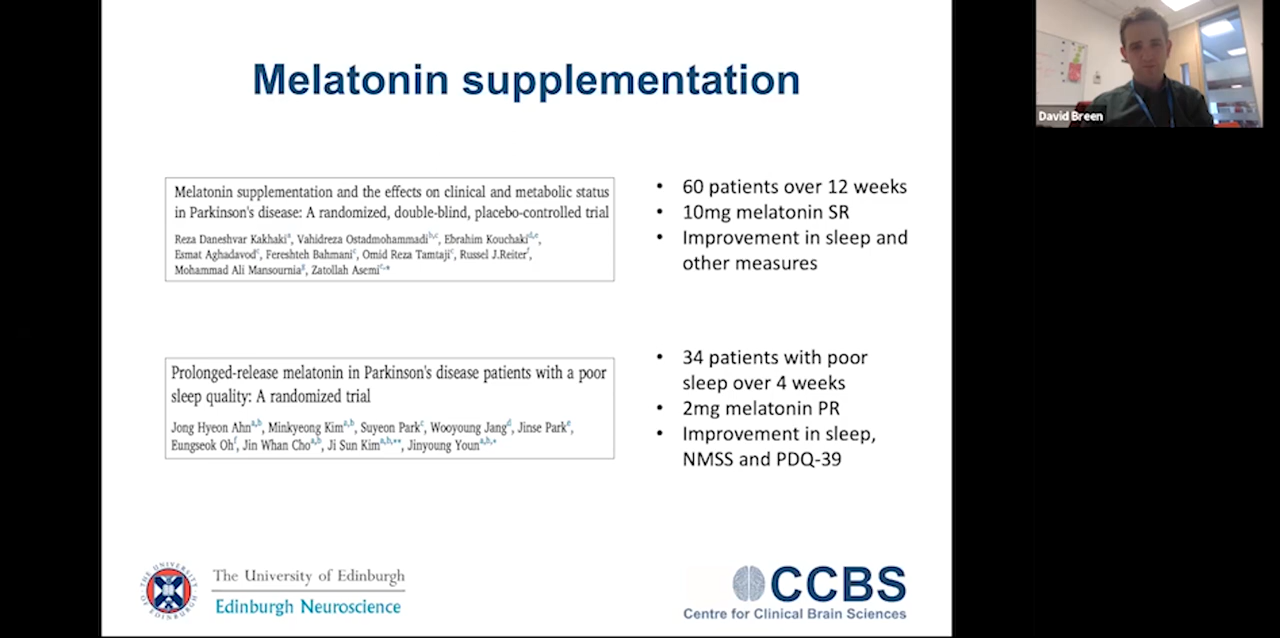 Melatonin supplementation
Melatonin supplementation and the effects on clinical and metabolic status
in Parkinson's disease: A randomized, double-blind, placebo-controlled trial
Reza Daneshvar Kakhaki, Vahidreza Ostadmohammadi, Ebrahim Kouchaki,
Esmat Aghadavod, Fereshteh Bahmani, Omid Reza Tamtaji, Russel J.Reiter,
Mohammad Ali Mansournia, Zatollah Asemi
• 60 patients over 12 weeks
• 10mg melatonin SR
• Improvement in sleep and
other measures
Prolonged-release melatonin in Parkinson's disease patients with a poor
sleep quality: A randomized trial
Jong Hyeon Ahn, Minkyeong Kim, Suyeon Park, Wooyoung Jang, Jinse Park,
Eungseok Oh, Jin Whan Cho, Ji Sun Kim, Jinyoung Youn
• 34 patients with poor
sleep over 4 weeks
• 2mg melatonin PR
• Improvement in sleep,
NMSS and PDQ-39
The University of Edinburgh
Edinburgh Neuroscience
CCBS
Centre for Clinical Brain Sciences
David Breen